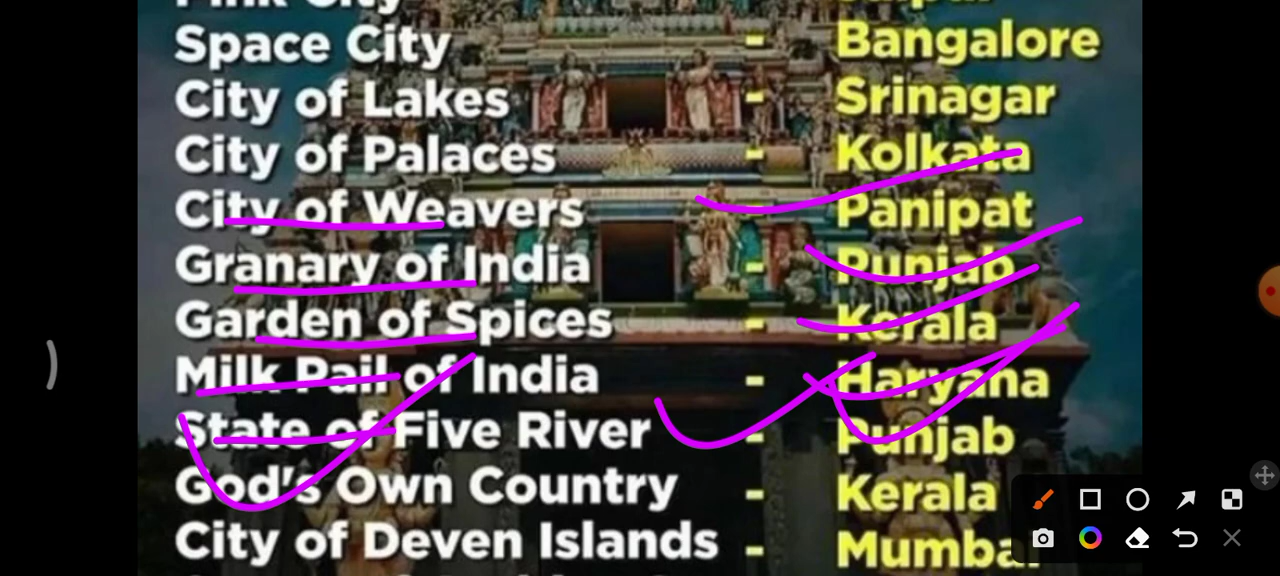 Space City - Bangalore
City of Lakes - Srinagar
City of Palaces - Kolkata
City of Weavers - Panipat
Granary of India - Punjab
Garden of Spices - Kerala
Milk Pail of India - Haryana
State of Five River - Punjab
God's Own Country - Kerala
City of Deven Islands - Mumbai